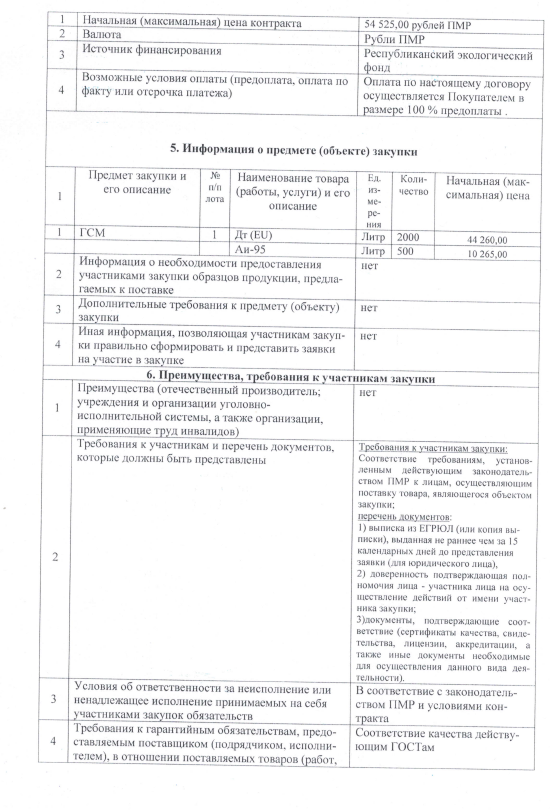 1 Начальная (максимальная) цена контракта 54 525,00 рублей ПМР
2 Валюта Рубли ПМР
3 Источник финансирования Республиканский экологический
фонд
4 Возможные условия оплаты (предоплата, оплата по Оплата по настоящему договору
факту или отсрочка платежа) осуществляется Покупателем в
размере 100 % предоплаты .
5. Информация о предмете (объекте) закупки
1 Предмет закупки и
его описание
№
п/п
лота
Наименование товара
(работы, услуги) и его
описание
Ед.
из-
ме-
ре-
ния
Коли-
чество
Начальная (мак-
симальная) цена
1 ГСМ 1 Дт (EU) Литр 2000 44 260,00
Аи-95 Литр 500 10 265,00
2 Информация о необходимости предоставления нет
участниками закупки образцов продукции, предла-
гаемых к поставке
3 Дополнительные требования к предмету (объекту) нет
закупки
4 Иная информация, позволяющая участникам закуп- нет
ки правильно сформировать и представить заявки
на участие в закупке
6. Преимущества, требования к участникам закупки
1 Преимущества (отечественный производитель; нет
учреждения и организации уголовно-
исполнительной системы, а также организации,
применяющие труд инвалидов)
2 Требования к участникам и перечень документов,
которые должны быть представлены
Требования к участникам закупки:
Соответствие требованиям, установ-
ленным действующим законодатель-
ством ПМР к лицам, осуществляющим
поставку товара, являющегося объектом
закупки;
перечень документов:
1) выписка из ЕГРЮЛ (или копия вы-
писки), выданная не раннее чем за 15
календарных дней до представления
заявки (для юридического лица),
2) доверенность подтверждающая пол-
номочия лица - участника лица на осу-
ществление действий от имени участ-
ника закупки;
3)документы, подтверждающие соот-
ветствие (сертификаты качества, свиде-
тельства, лицензии, аккредитации, а
также иные документы необходимые
для осуществления данного вида дея-
тельности).
3 Условия об ответственности за неисполнение или В соответствие с законодатель-
ненадлежащее исполнение принимаемых на себя ством ПМР и условиями кон-
участниками закупок обязательств тракта
4 Требования к гарантийным обязательствам, предо- Соответствие качества действу-
ставляемым поставщиком (подрядчиком, исполни- ющим ГОСТам
телем), в отношении поставляемых товаров (работ,